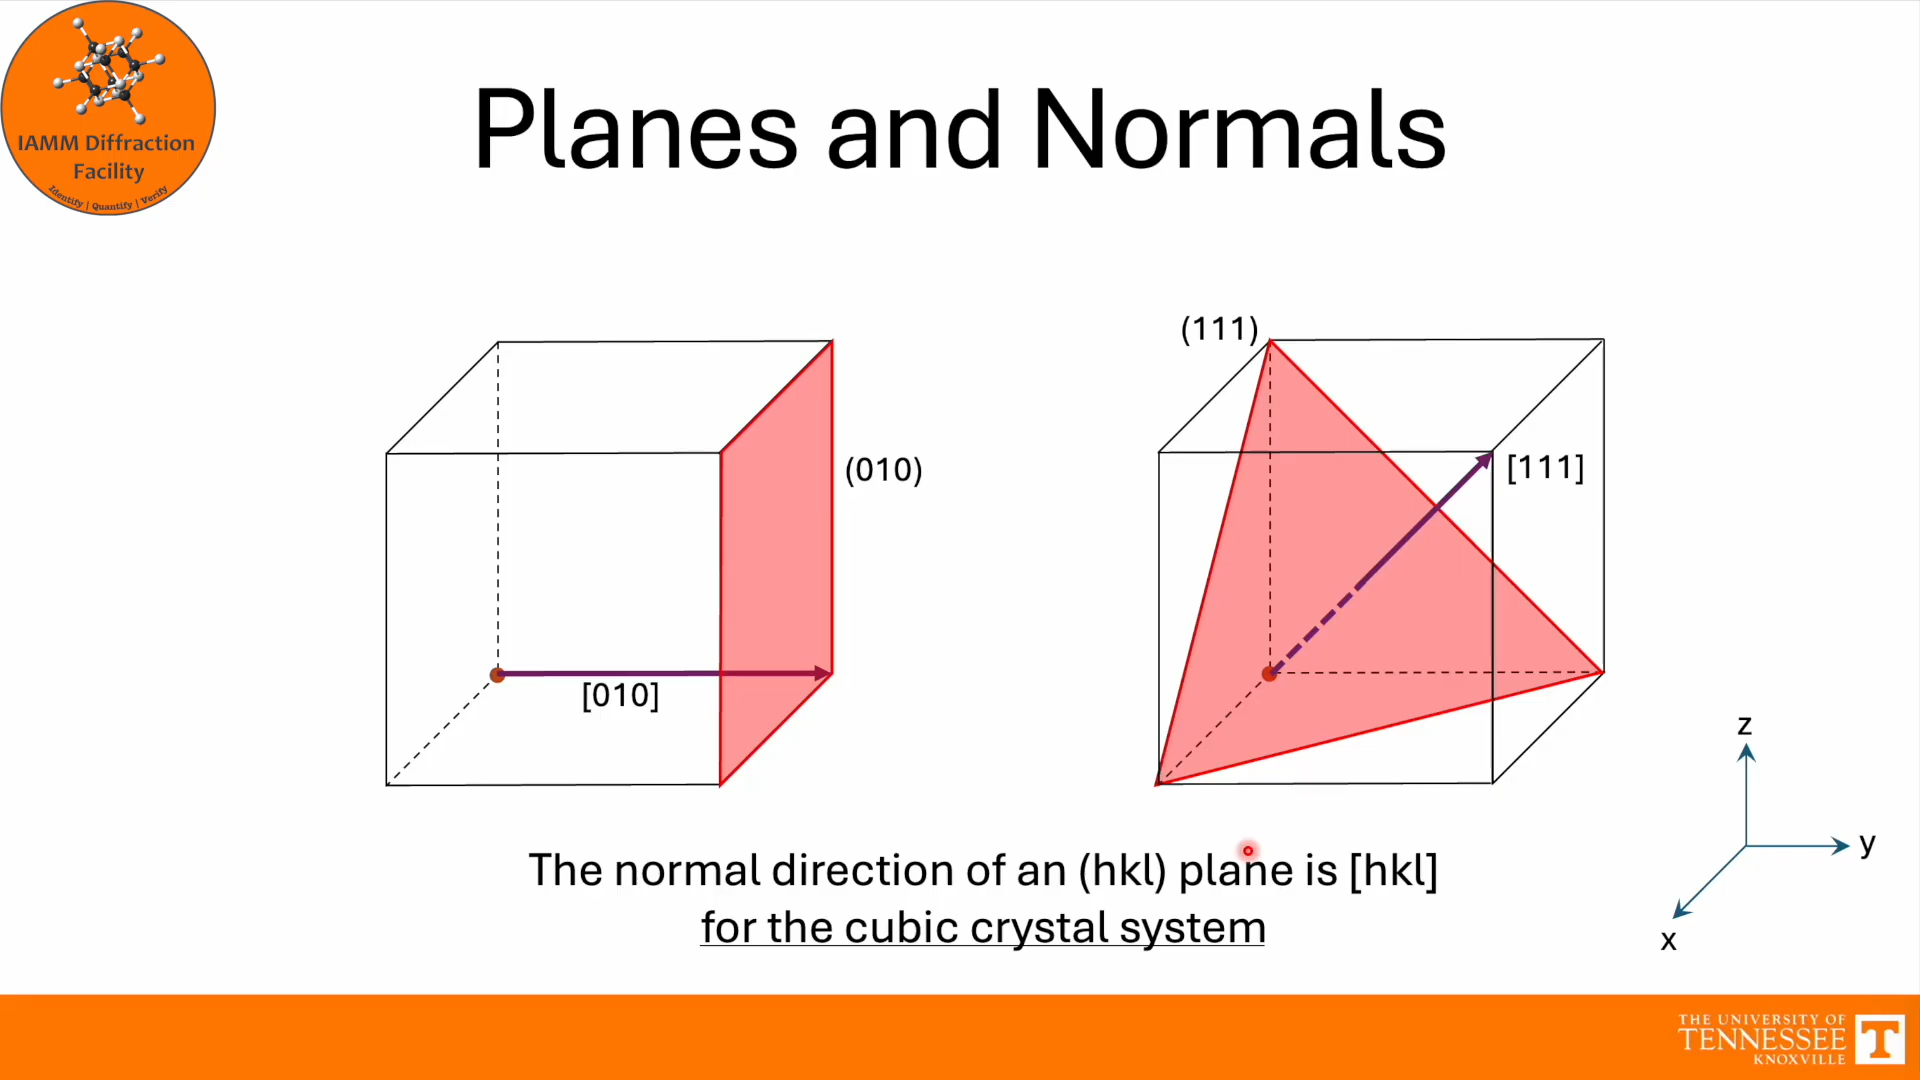 IAMM Diffraction
Facility
Identify | Quantify | Verify
Planes and Normals
(010)
[010]
(111)
[111]
The normal direction of an (hkl) plane is [hkl]
for the cubic crystal system
z
y
x
THE UNIVERSITY OF
TENNESSEE
KNOXVILLE
T